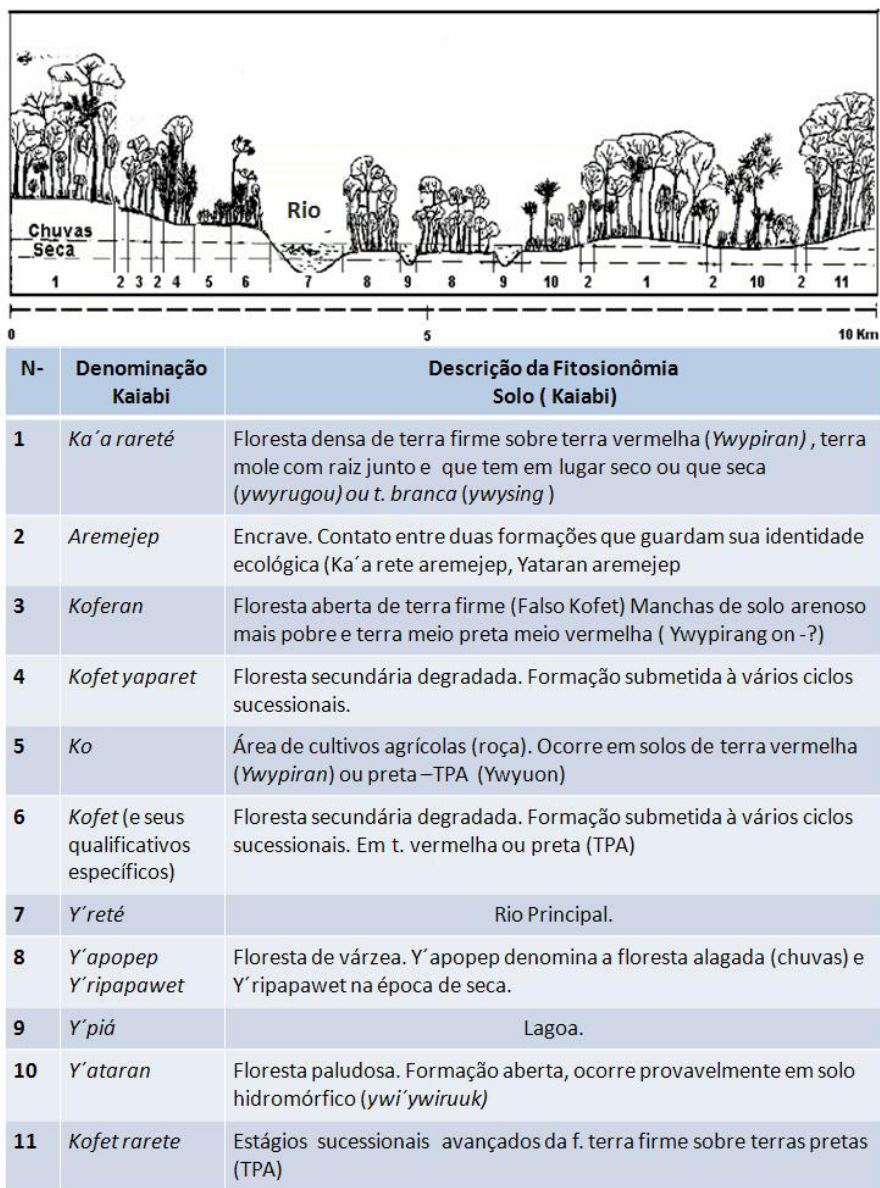 Rio
Chuvas
Seca
1 2 3 2 4 5 6 7 8 9 8 9 10 2 1 2 10 2 11
0 5 10 Km
N- Denominação Kaiabi Descrição da Fitosionômia
Solo ( Kaiabi)
1 Ka´a rareté Floresta densa de terra firme sobre terra vermelha (Ywypiran) , terra
mole com raiz junto e que tem em lugar seco ou que seca
(ywyrugou) ou t. branca (ywysing )
2 Aremejep Encrave. Contato entre duas formações que guardam sua identidade
ecológica (Ka´a rete aremejep, Yataran aremejep
3 Koferan Floresta aberta de terra firme (Falso Kofet) Manchas de solo arenoso
mais pobre e terra meio preta meio vermelha ( Ywypirang on -?)
4 Kofet yaparet Floresta secundária degradada. Formação submetida à vários ciclos
sucessionais.
5 Ko Área de cultivos agrícolas (roça). Ocorre em solos de terra vermelha
(Ywypiran) ou preta –TPA (Ywyuon)
6 Kofet (e seus
qualificativos
específicos)
Floresta secundária degradada. Formação submetida à vários ciclos
sucessionais. Em t. vermelha ou preta (TPA)
7 Y´reté Rio Principal.
8 Y´apopep
Y´ripapawet
Floresta de várzea. Y´apopep denomina a floresta alagada (chuvas) e
Y´ripapawet na época de seca.
9 Y´piá Lagoa.
10 Y´ataran Floresta paludosa. Formação aberta, ocorre provavelmente em solo
hidromórfico (ywi´ywiruuk)
11 Kofet rarete Estágios sucessionais avançados da f. terra firme sobre terras pretas
(TPA)